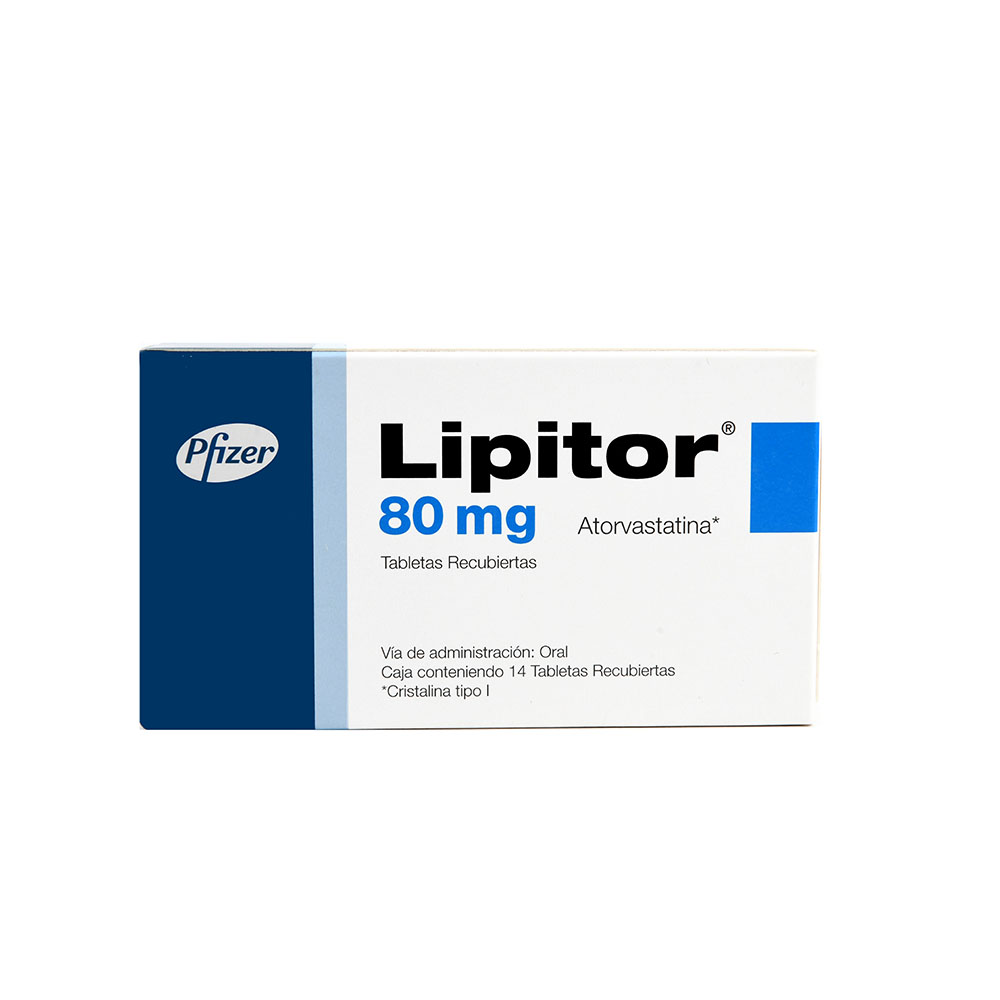 Pfizer
Lipitor®
80 mg Atorvastatina*
Tabletas Recubiertas
Vía de administración: Oral
Caja conteniendo 14 Tabletas Recubiertas
*Cristalina tipo I